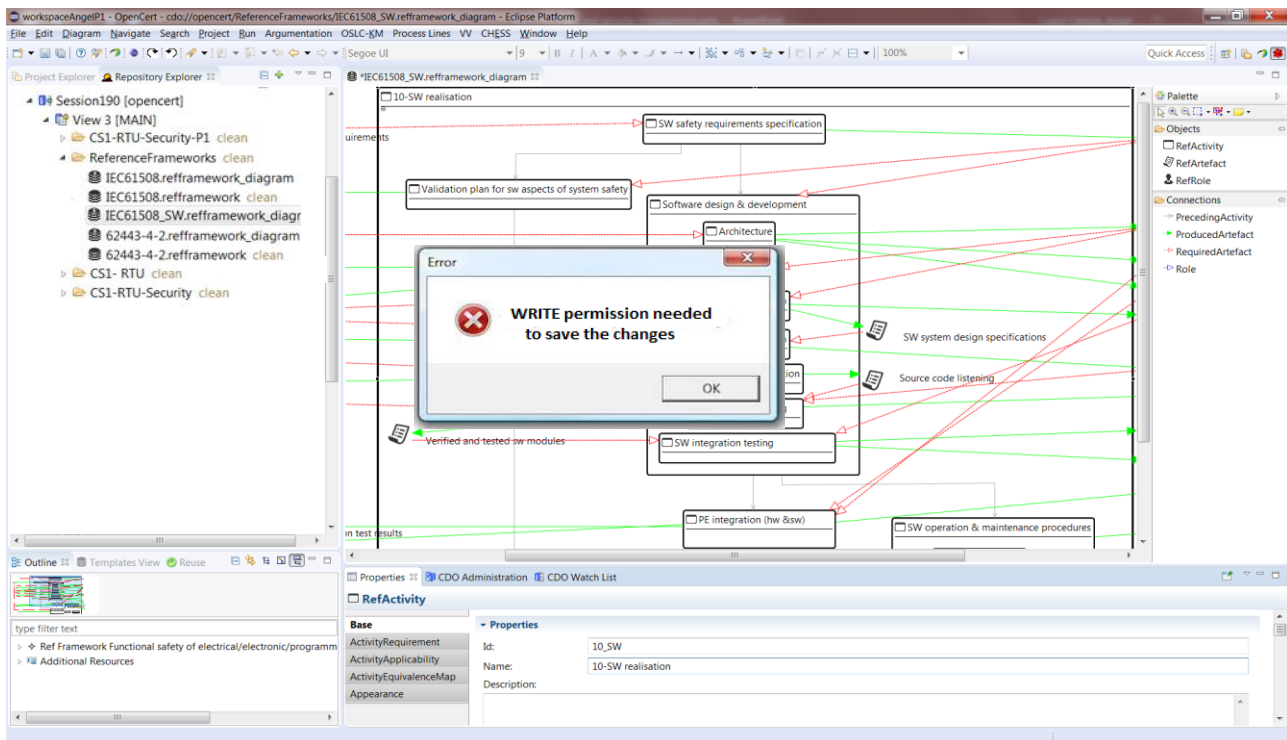 workspaceAngelP1 - OpenCert - cdo://opencert/ReferenceFrameworks/IEC61508_SW.refframework_diagram - Eclipse Platform
File Edit Diagram Navigate Search Project Run Argumentation OSLC-KM Process Lines VV CHESS Window Help
Segoe UI 9 B I A 100% Quick Access
Project Explorer Repository Explorer
Session190 [opencert]
View 3 [MAIN]
CS1-RTU-Security-P1 clean
ReferenceFrameworks clean
IEC61508.refframework_diagram
IEC61508.refframework clean
IEC61508_SW.refframework_diagr
62443-4-2.refframework_diagram
62443-4-2.refframework clean
CS1- RTU clean
CS1-RTU-Security clean
*IEC61508_SW.refframework_diagram
10-SW realisation
uirements
SW safety requirements specification
Validation plan for sw aspects of system safety
Software design & development
Architecture
Error
WRITE permission needed
to save the changes
OK
ion
SW system design specifications
Source code listening
Verified and tested sw modules
SW integration testing
PE integration (hw &sw)
SW operation & maintenance procedures
on test results
Palette
Objects
RefActivity
RefArtefact
RefRole
Connections
PrecedingActivity
ProducedArtefact
RequiredArtefact
Role
Outline Templates View Reuse
type filter text
Ref Framework Functional safety of electrical/electronic/programm
Additional Resources
Properties CDO Administration CDO Watch List
RefActivity
Base
ActivityRequirement
ActivityApplicability
ActivityEquivalenceMap
Appearance
Properties
Id: 10_SW
Name: 10-SW realisation
Description: